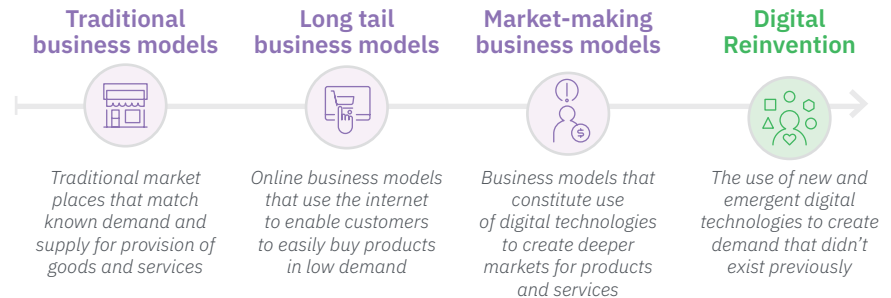 Traditional
business models
Traditional market
places that match
known demand and
supply for provision of
goods and services
Long tail
business models
Online business models
that use the internet
to enable customers
to easily buy products
in low demand
Market-making
business models
Business models that
constitute use
of digital technologies
to create deeper
markets for products
and services
Digital
Reinvention
The use of new and
emergent digital
technologies to create
demand that didn’t
exist previously